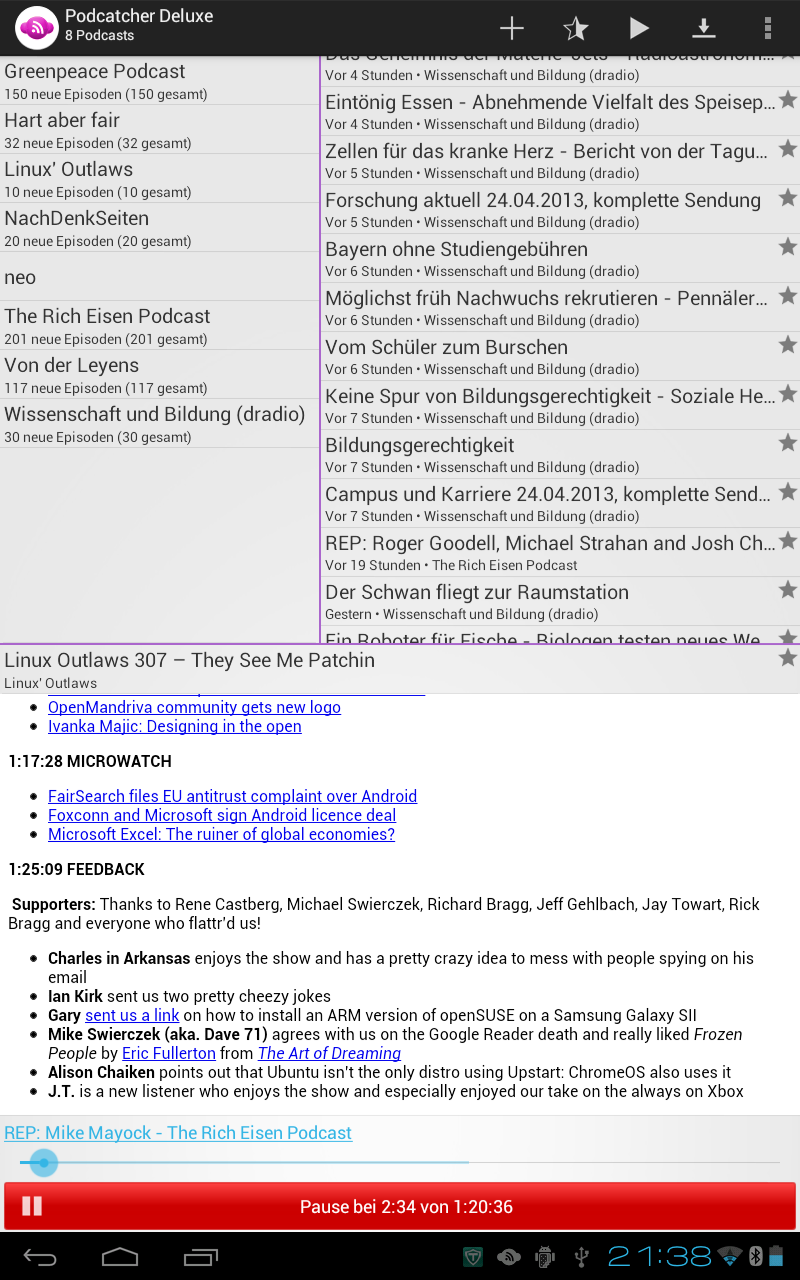 Podcatcher Deluxe
8 Podcasts
Greenpeace Podcast
150 neue Episoden (150 gesamt)
Hart aber fair
32 neue Episoden (32 gesamt)
Linux' Outlaws
10 neue Episoden (10 gesamt)
NachDenkSeiten
20 neue Episoden (20 gesamt)
neo
The Rich Eisen Podcast
201 neue Episoden (201 gesamt)
Von der Leyens
117 neue Episoden (117 gesamt)
Wissenschaft und Bildung (dradio)
30 neue Episoden (30 gesamt)
Das Geheimnis der Materie-Jets - Radioastronom...
Vor 4 Stunden • Wissenschaft und Bildung (dradio)
Eintönig Essen - Abnehmende Vielfalt des Speisep...
Vor 4 Stunden • Wissenschaft und Bildung (dradio)
Zellen für das kranke Herz - Bericht von der Tagu...
Vor 5 Stunden • Wissenschaft und Bildung (dradio)
Forschung aktuell 24.04.2013, komplette Sendung
Vor 5 Stunden • Wissenschaft und Bildung (dradio)
Bayern ohne Studiengebühren
Vor 6 Stunden • Wissenschaft und Bildung (dradio)
Möglichst früh Nachwuchs rekrutieren - Pennäler...
Vor 6 Stunden • Wissenschaft und Bildung (dradio)
Vom Schüler zum Burschen
Vor 6 Stunden • Wissenschaft und Bildung (dradio)
Keine Spur von Bildungsgerechtigkeit - Soziale He...
Vor 7 Stunden • Wissenschaft und Bildung (dradio)
Bildungsgerechtigkeit
Vor 7 Stunden • Wissenschaft und Bildung (dradio)
Campus und Karriere 24.04.2013, komplette Send...
Vor 7 Stunden • Wissenschaft und Bildung (dradio)
REP: Roger Goodell, Michael Strahan and Josh Ch...
Vor 19 Stunden • The Rich Eisen Podcast
Der Schwan fliegt zur Raumstation
Gestern • Wissenschaft und Bildung (dradio)
Ein Roboter für Fische - Biologen testen neues We...
Linux Outlaws 307 – They See Me Patchin
Linux' Outlaws
• OpenMandriva community gets new logo
• Ivanka Majic: Designing in the open
1:17:28 MICROWATCH
• FairSearch files EU antitrust complaint over Android
• Foxconn and Microsoft sign Android licence deal
• Microsoft Excel: The ruiner of global economies?
1:25:09 FEEDBACK
Supporters: Thanks to Rene Castberg, Michael Swierczek, Richard Bragg, Jeff Gehlbach, Jay Towart, Rick
Bragg and everyone who flattr'd us!
• Charles in Arkansas enjoys the show and has a pretty crazy idea to mess with people spying on his
email
• Ian Kirk sent us two pretty cheezy jokes
• Gary sent us a link on how to install an ARM version of openSUSE on a Samsung Galaxy SII
• Mike Swierczek (aka. Dave 71) agrees with us on the Google Reader death and really liked Frozen
People by Eric Fullerton from The Art of Dreaming
• Alison Chaiken points out that Ubuntu isn't the only distro using Upstart: ChromeOS also uses it
• J.T. is a new listener who enjoys the show and especially enjoyed our take on the always on Xbox
REP: Mike Mayock - The Rich Eisen Podcast
Pause bei 2:34 von 1:20:36
21:38